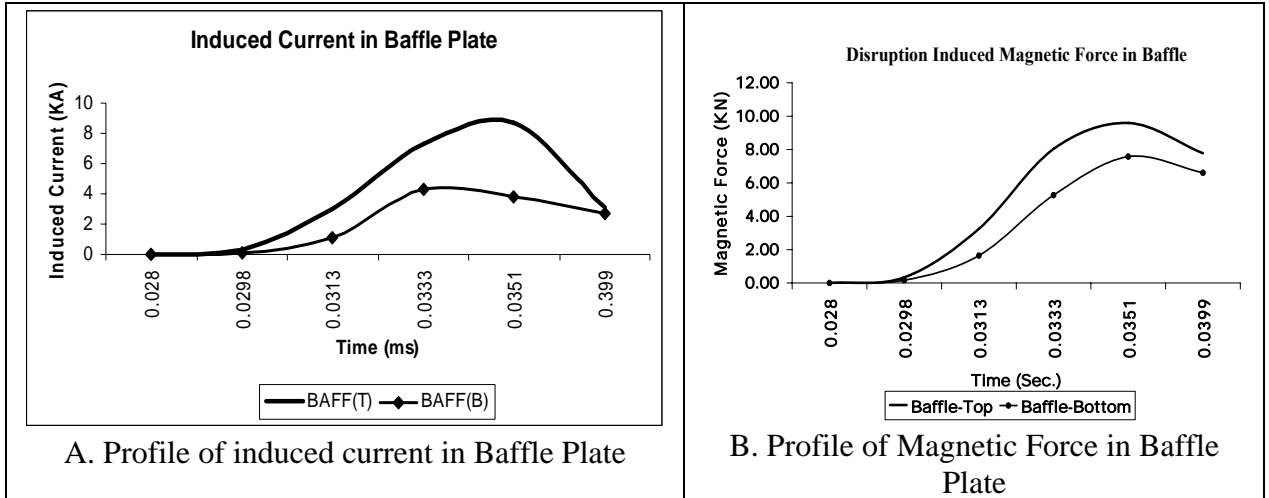 Induced Current in Baffle Plate
Induced Current (KA)
10
8
6
4
2
0
0.028
0.0298
0.0313
0.0333
0.0351
0.399
Time (ms)
BAFF(T)
BAFF(B)
A. Profile of induced current in Baffle Plate
Disruption Induced Magnetic Force in Baffle
Magnetic Force (KN)
12.00
10.00
8.00
6.00
4.00
2.00
0.00
0.028
0.0298
0.0313
0.0333
0.0351
0.0399
Time (Sec.)
Baffle-Top
Baffle-Bottom
B. Profile of Magnetic Force in Baffle
Plate